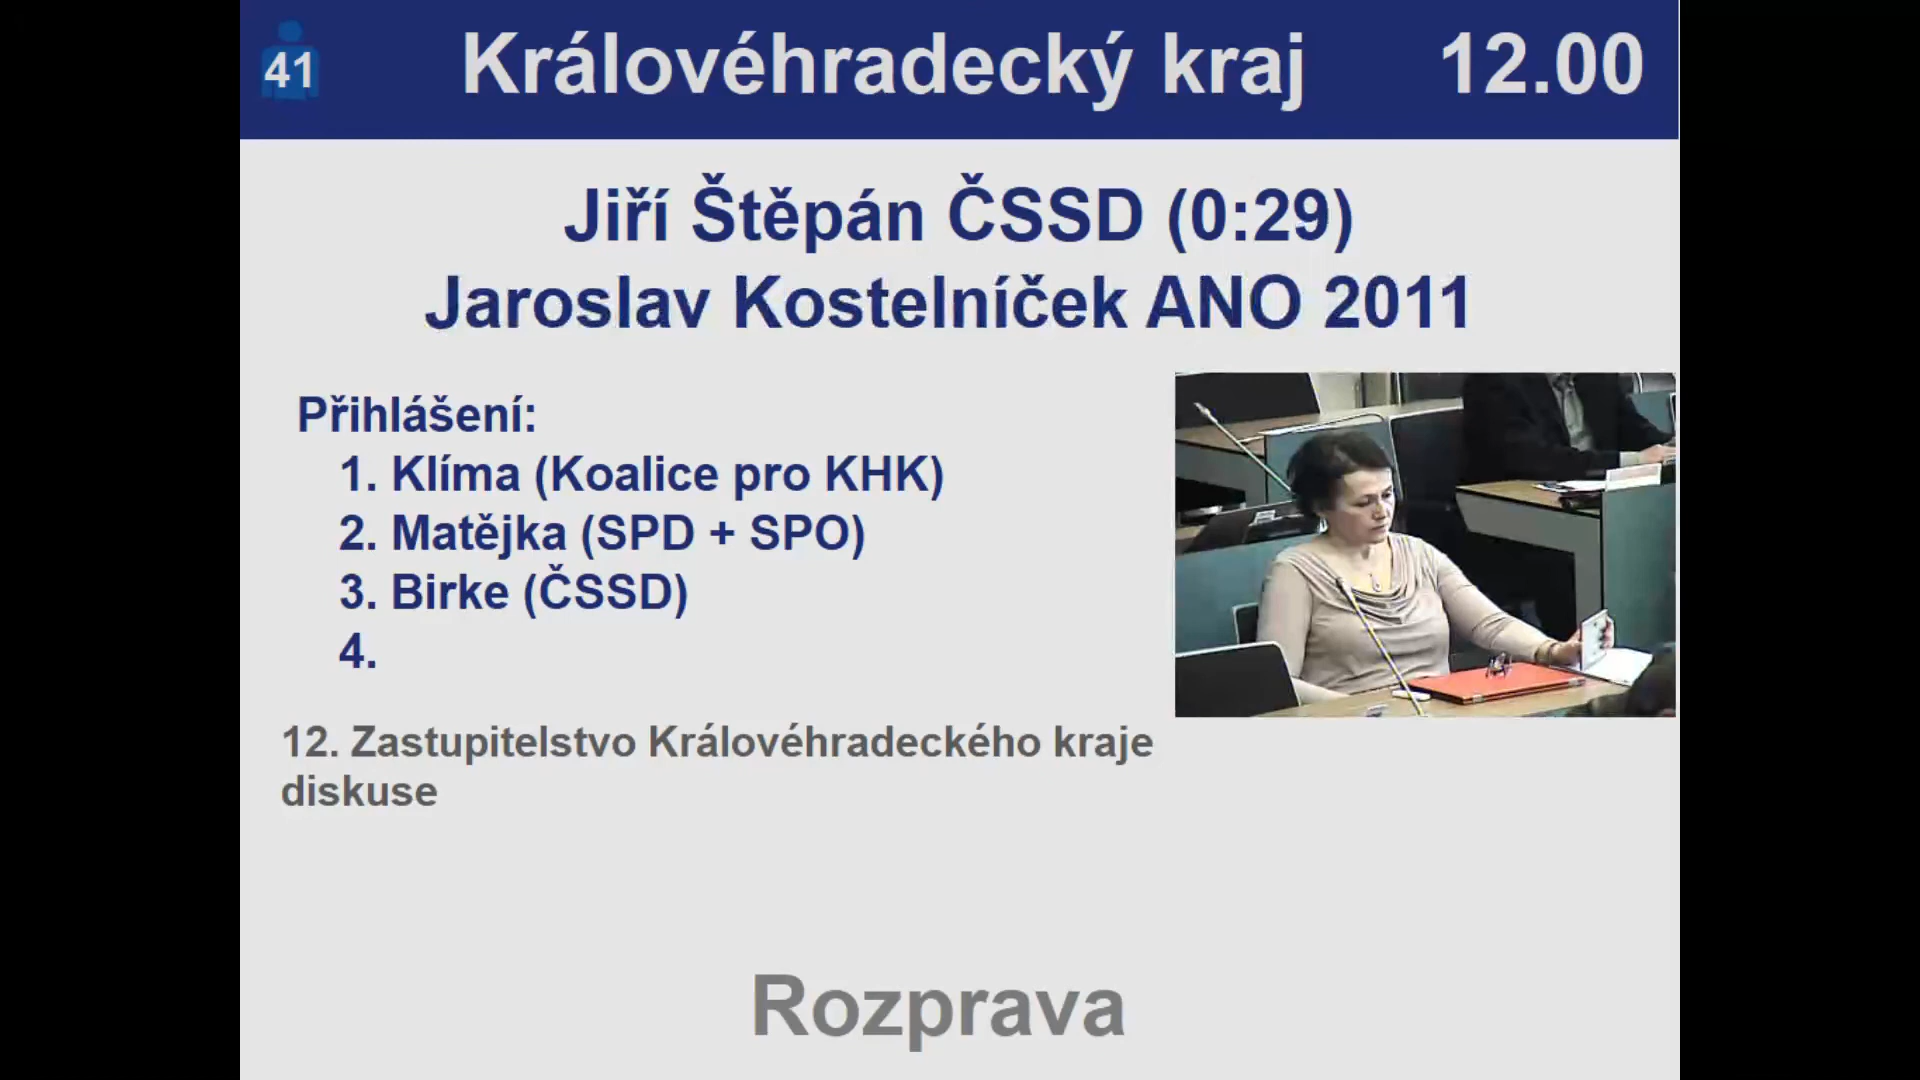 41 Královéhradecký kraj 12.00
Jiří Štěpán ČSSD (0:29)
Jaroslav Kostelníček ANO 2011
Přihlášení:
1. Klíma (Koalice pro KHK)
2. Matějka (SPD + SPO)
3. Birke (ČSSD)
4.
12. Zastupitelstvo Královéhradeckého kraje
diskuse
Rozprava